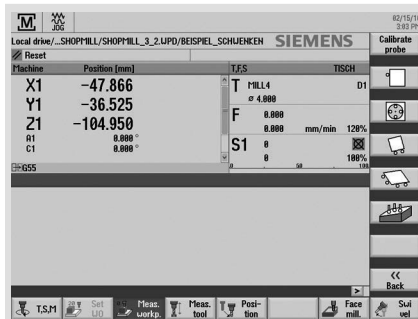 M
JOG
02/15/1
3:03 PM
Local drive/...SHOPMILL/SHOPMILL_3_2.WPD/BEISPIEL_SCHWENKEN
SIEMENS
Calibrate
probe
Reset
Machine Position [mm]
T,F,S TISCH
X1 -47.866
Y1 -36.525
Z1 -104.950
A1 0.000 °
C1 0.000 °
T MILL4 D1
ø 4.000
F 0.000
0.000 mm/min 120%
S1 0
0 100%
0 50 100
G55
<<
Back
T,S,M
Set
WO
Meas.
workp.
Meas.
tool
Posi-
tion
Face
mill.
Swi
vel